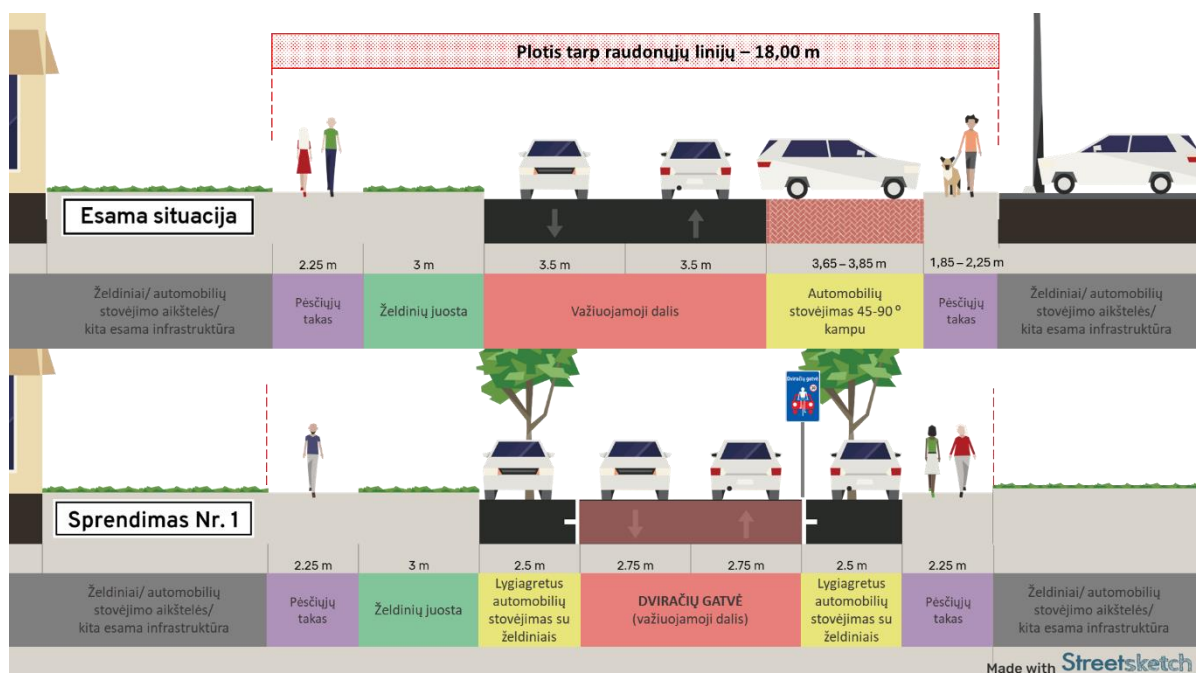 Plotis tarp raudonųjų linijų – 18,00 m
Esama situacija
2.25 m
3 m
3.5 m
3.5 m
3,65 – 3,85 m
1,85 – 2,25 m
Želdiniai/ automobilių
stovėjimo aikštelės/
kita esama infrastruktūra
Pėsčiųjų
takas
Želdinių juosta
Važiuojamoji dalis
Automobilių
stovėjimas 45-90 º
kampu
Pėsčiųjų
takas
Želdiniai/ automobilių
stovėjimo aikštelės/
kita esama infrastruktūra
Dviračių gatvė
30
Sprendimas Nr. 1
2.25 m
3 m
2.5 m
2.75 m
2.75 m
2.5 m
2.25 m
Želdiniai/ automobilių
stovėjimo aikštelės/
kita esama infrastruktūra
Pėsčiųjų
takas
Želdinių juosta
Lygiagretus
automobilių
stovėjimas su
želdiniais
DVIRAČIŲ GATVĖ
(važiuojamoji dalis)
Lygiagretus
automobilių
stovėjimas su
želdiniais
Pėsčiųjų
takas
Želdiniai/ automobilių
stovėjimo aikštelės/
kita esama infrastruktūra
Made with Streetsketch